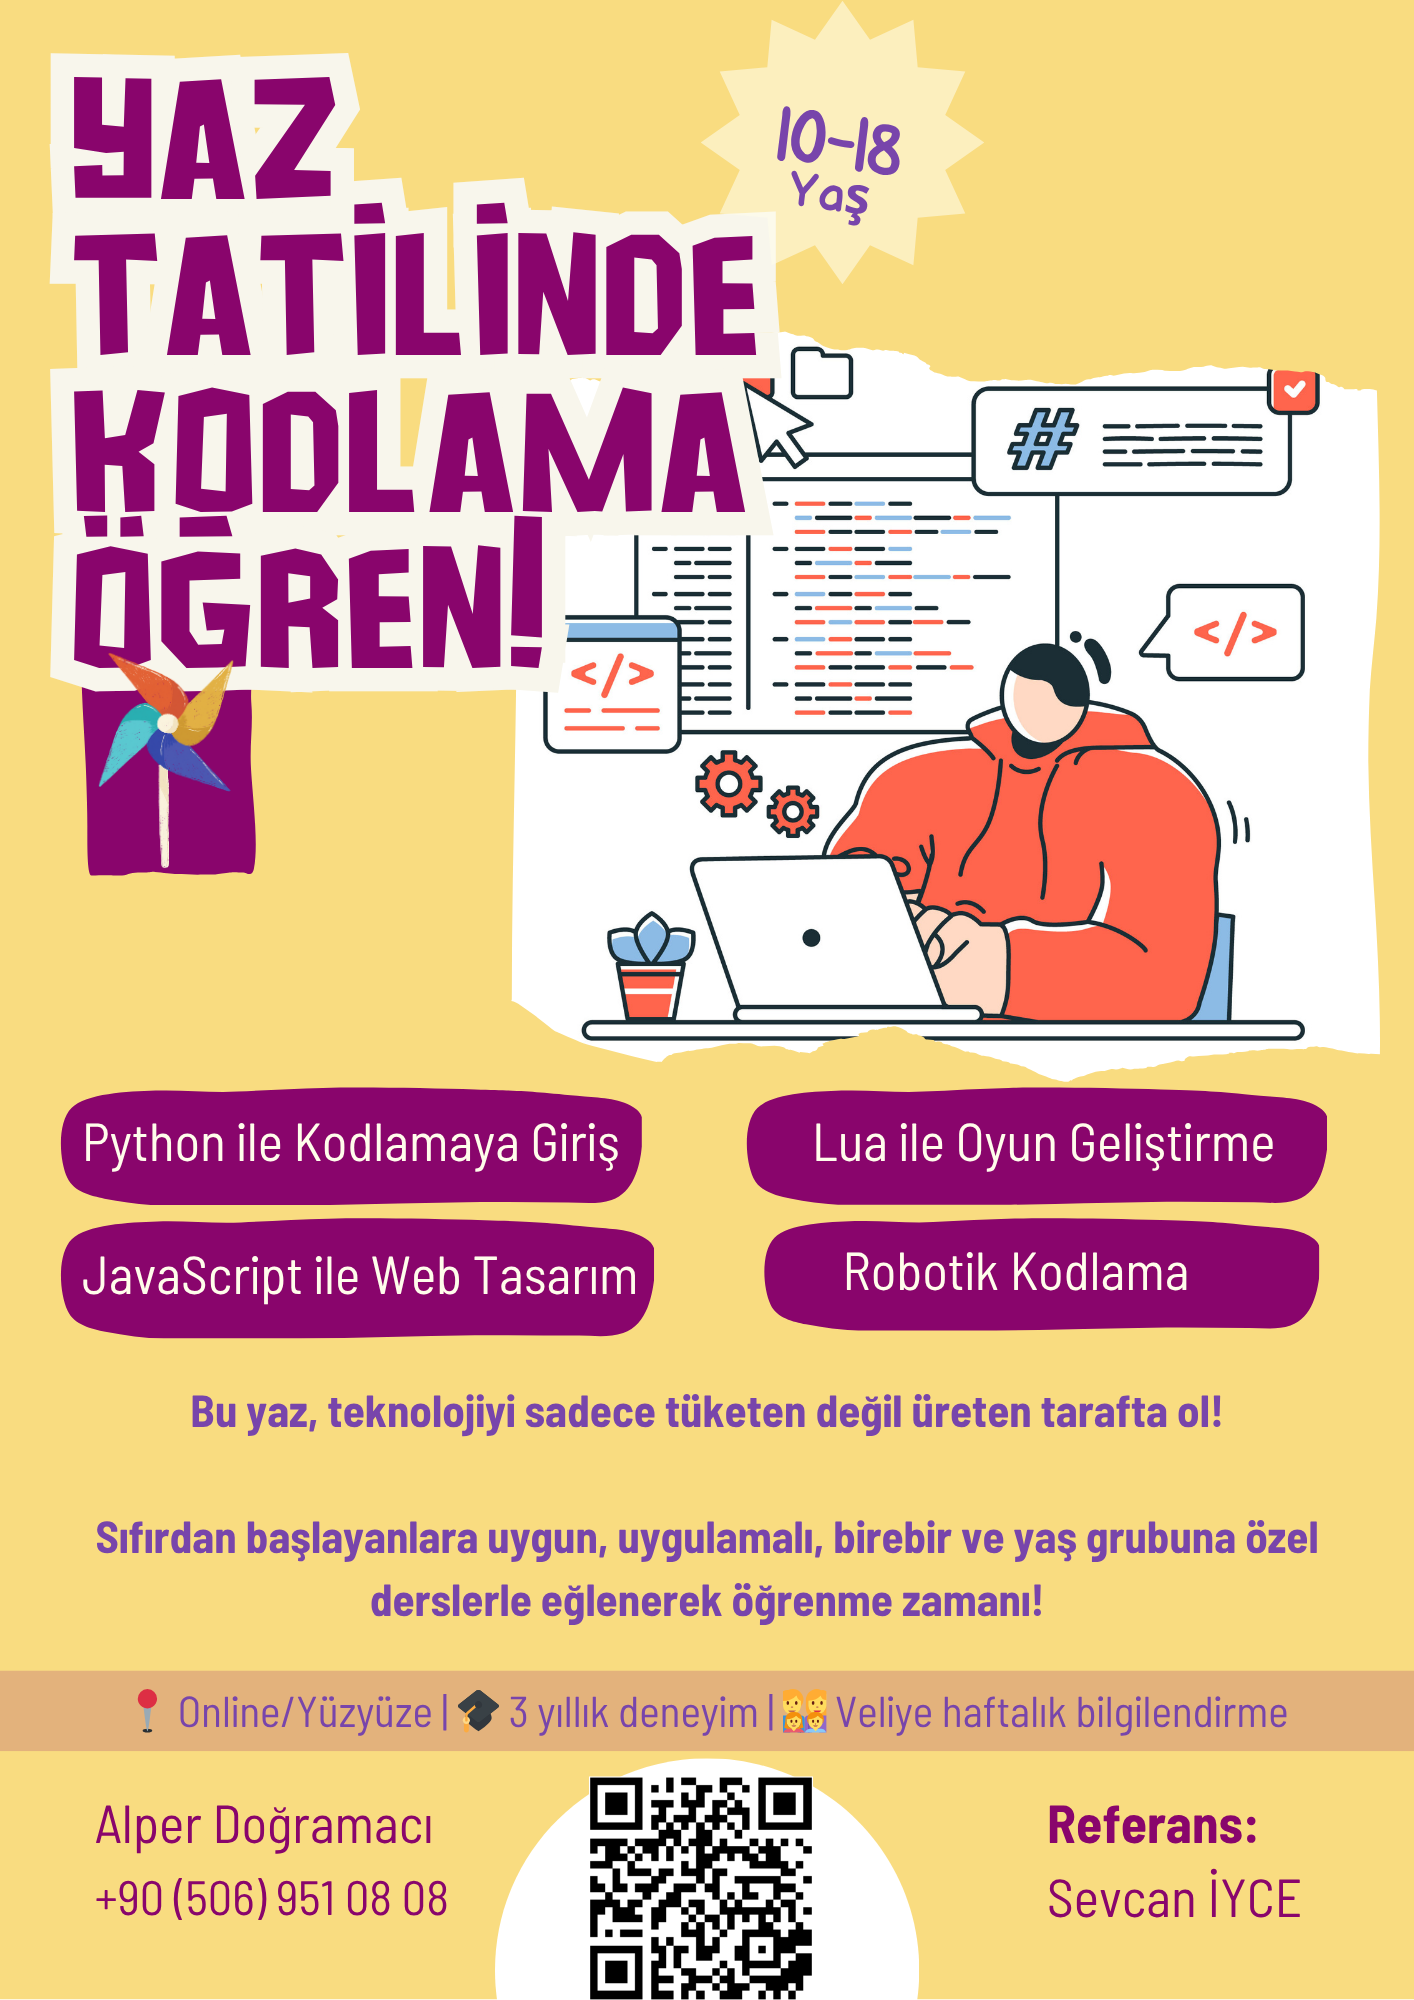 YAZ
TATİLİNDE
KODLAMA
ÖĞREN!
10-18
Yaş
#
</>
</>
Python ile Kodlamaya Giriş
Lua ile Oyun Geliştirme
JavaScript ile Web Tasarım
Robotik Kodlama
Bu yaz, teknolojiyi sadece tüketen değil üreten tarafta ol!
Sıfırdan başlayanlara uygun, uygulamalı, birebir ve yaş grubuna özel
derslerle eğlenerek öğrenme zamanı!
📍 Online/Yüzyüze | 🎓 3 yıllık deneyim | 👨‍👩‍👧‍👦 Veliye haftalık bilgilendirme
Alper Doğramacı
+90 (506) 951 08 08
Referans:
Sevcan İYCE